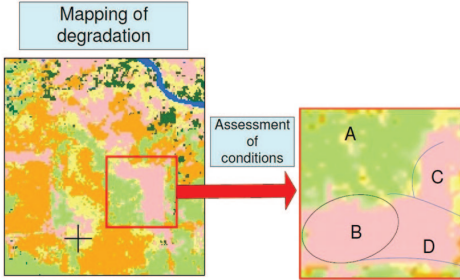 Mapping of
degradation
Assessment
of
conditions
A
C
B
D